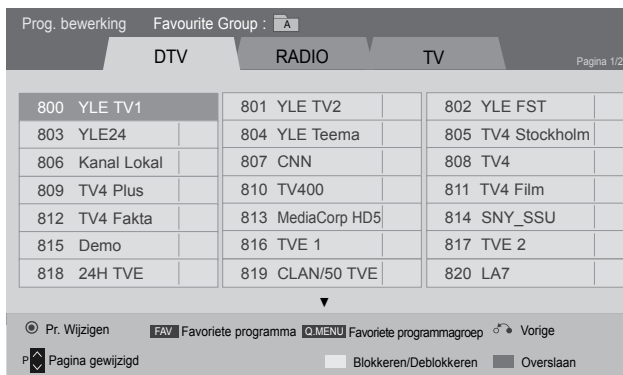 Prog. bewerking Favourite Group : A
DTV RADIO TV Pagina 1/2
800 YLE TV1 801 YLE TV2 802 YLE FST
803 YLE24 804 YLE Teema 805 TV4 Stockholm
806 Kanal Lokal 807 CNN 808 TV4
809 TV4 Plus 810 TV400 811 TV4 Film
812 TV4 Fakta 813 MediaCorp HD5 814 SNY_SSU
815 Demo 816 TVE 1 817 TVE 2
818 24H TVE 819 CLAN/50 TVE 820 LA7
Pr. Wijzigen FAV Favoriete programma Q.MENU Favoriete programmagroep Vorige
P Pagina gewijzigd Blokkeren/Deblokkeren Overslaan